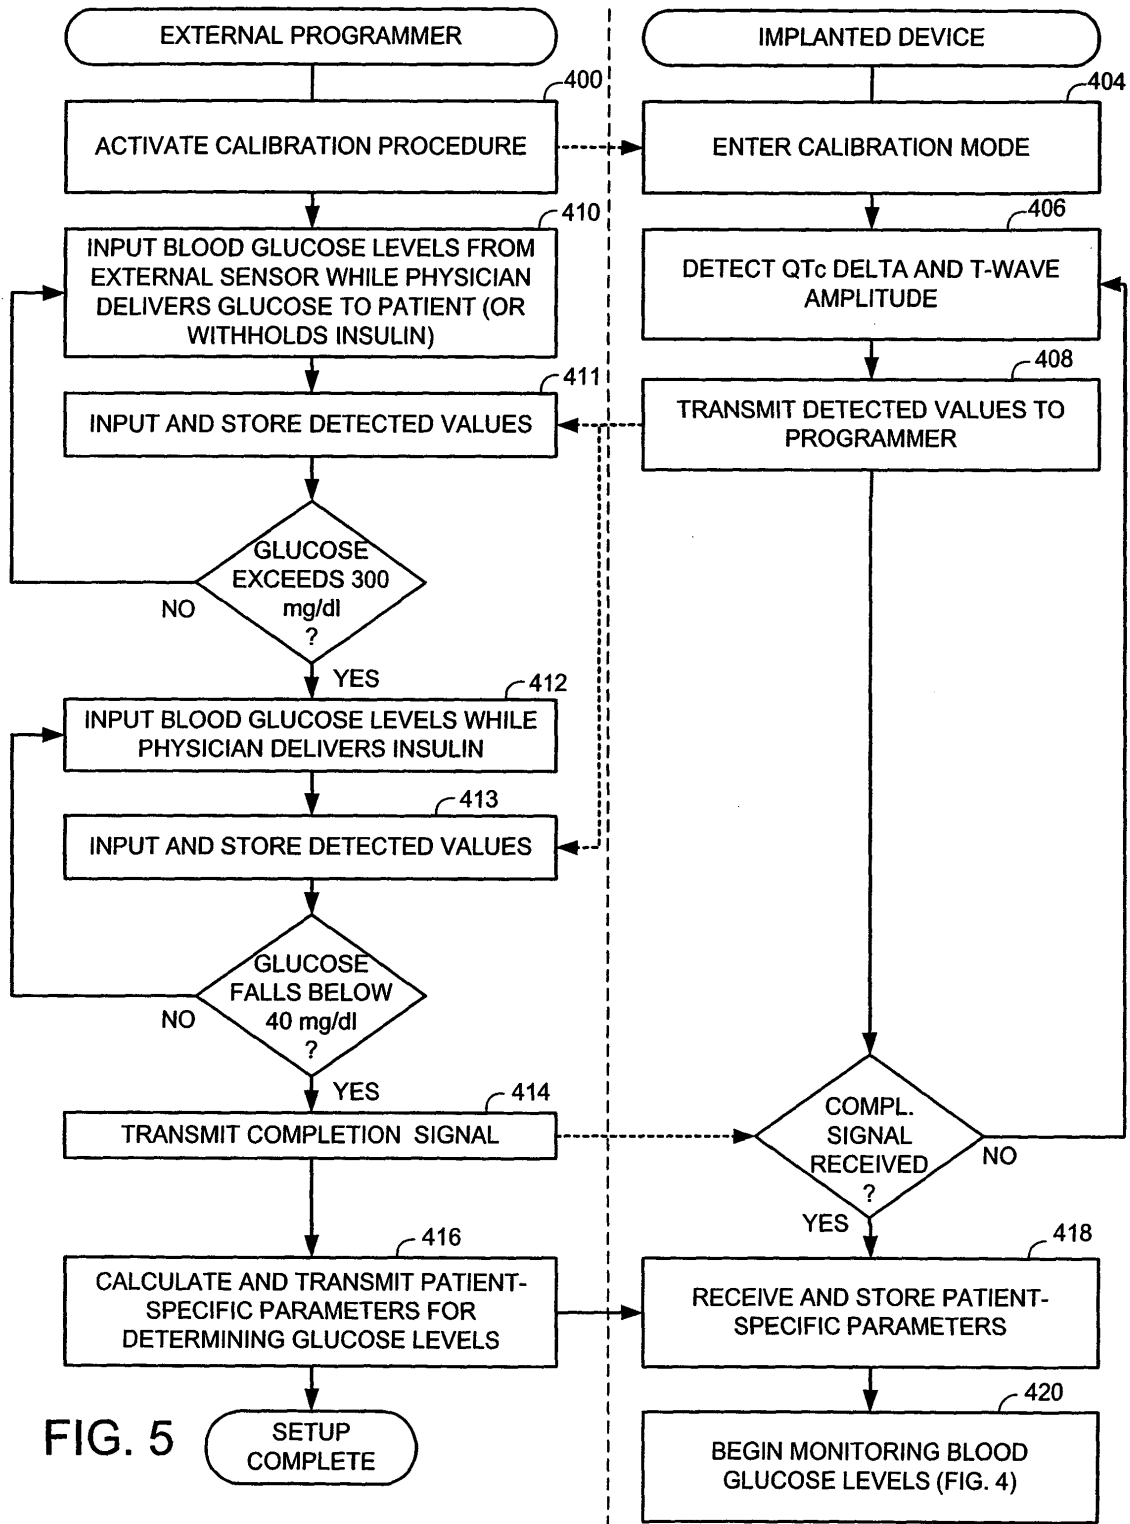 EXTERNAL PROGRAMMER
400
ACTIVATE CALIBRATION PROCEDURE
410
INPUT BLOOD GLUCOSE LEVELS FROM
EXTERNAL SENSOR WHILE PHYSICIAN
DELIVERS GLUCOSE TO PATIENT (OR
WITHHOLDS INSULIN)
411
INPUT AND STORE DETECTED VALUES
GLUCOSE
EXCEEDS 300
mg/dl
?
NO
YES
412
INPUT BLOOD GLUCOSE LEVELS WHILE
PHYSICIAN DELIVERS INSULIN
413
INPUT AND STORE DETECTED VALUES
GLUCOSE
FALLS BELOW
40 mg/dl
?
NO
YES
414
TRANSMIT COMPLETION SIGNAL
416
CALCULATE AND TRANSMIT PATIENT-
SPECIFIC PARAMETERS FOR
DETERMINING GLUCOSE LEVELS
SETUP
COMPLETE
FIG. 5
IMPLANTED DEVICE
404
ENTER CALIBRATION MODE
406
DETECT QTc DELTA AND T-WAVE
AMPLITUDE
408
TRANSMIT DETECTED VALUES TO
PROGRAMMER
COMPL.
SIGNAL
RECEIVED
?
NO
YES
418
RECEIVE AND STORE PATIENT-
SPECIFIC PARAMETERS
420
BEGIN MONITORING BLOOD
GLUCOSE LEVELS (FIG. 4)